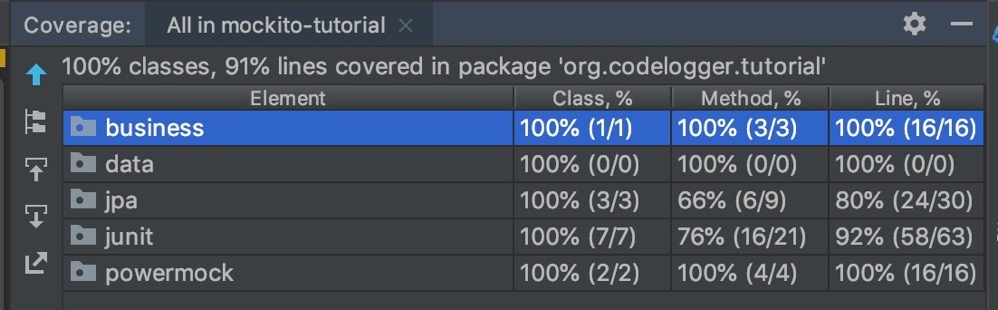 Coverage: All in mockito-tutorial
100% classes, 91% lines covered in package 'org.codelogger.tutorial'
Element Class, % Method, % Line, %
business 100% (1/1) 100% (3/3) 100% (16/16)
data 100% (0/0) 100% (0/0) 100% (0/0)
jpa 100% (3/3) 66% (6/9) 80% (24/30)
junit 100% (7/7) 76% (16/21) 92% (58/63)
powermock 100% (2/2) 100% (4/4) 100% (16/16)